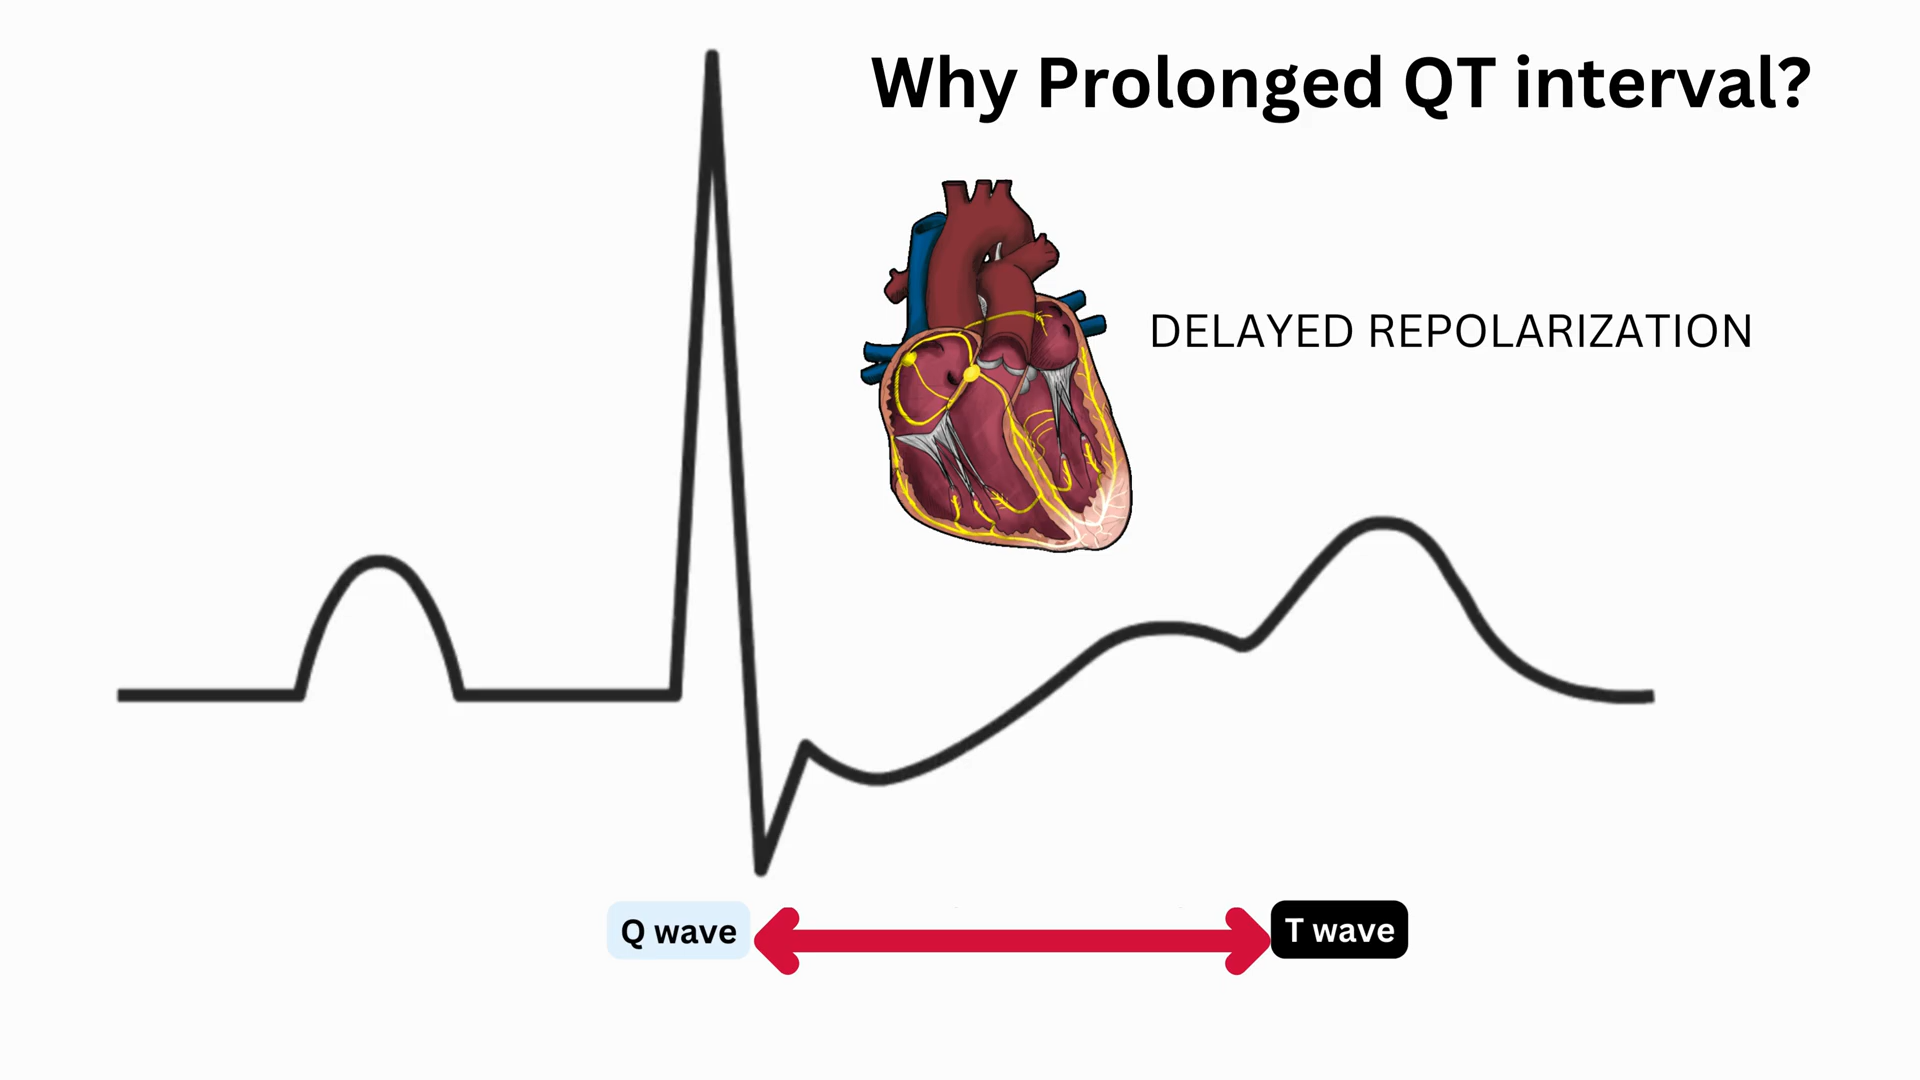 Why Prolonged QT interval?
DELAYED REPOLARIZATION
Q wave
T wave